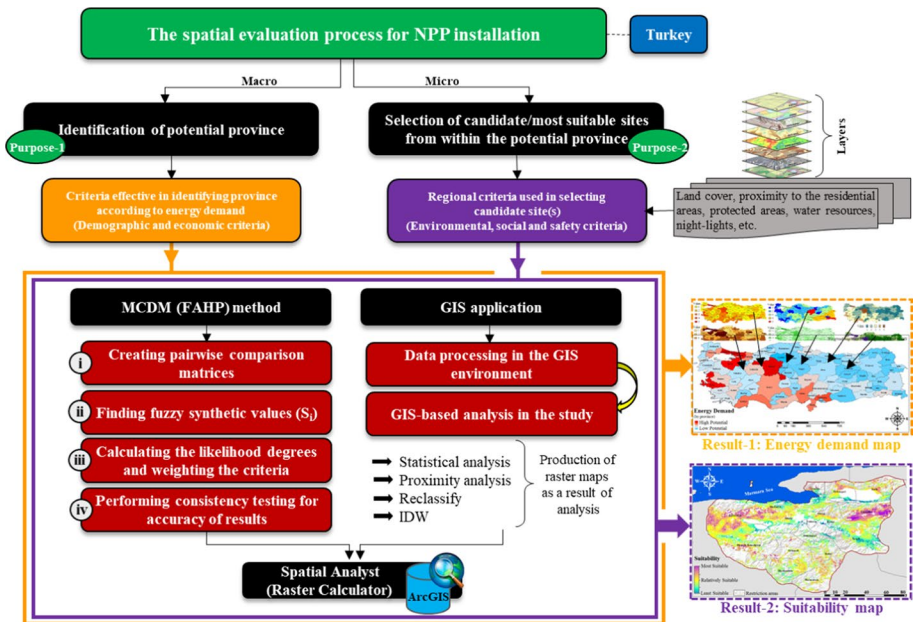 The spatial evaluation process for NPP installation
Turkey
Macro
Micro
Identification of potential province
Purpose-1
Selection of candidate/most suitable sites
from within the potential province
Purpose-2
Layers
Criteria effective in identifying province
according to energy demand
(Demographic and economic criteria)
Regional criteria used in selecting
candidate site(s)
(Environmental, social and safety criteria)
Land cover, proximity to the residential
areas, protected areas, water resources,
night-lights, etc.
MCDM (FAHP) method
i
Creating pairwise comparison
matrices
ii
Finding fuzzy synthetic values (Si)
iii
Calculating the likelihood degrees
and weighting the criteria
iv
Performing consistency testing for
accuracy of results
GIS application
Data processing in the GIS
environment
GIS-based analysis in the study
Statistical analysis
Proximity analysis
Reclassify
IDW
Production of
raster maps
as a result of
analysis
Spatial Analyst
(Raster Calculator)
ArcGIS
Energy Demand
High Potential
Low Potential
Result-1: Energy demand map
Marmara Sea
Suitability
Most Suitable
Relatively Suitable
Least Suitable
Restriction areas
Result-2: Suitability map